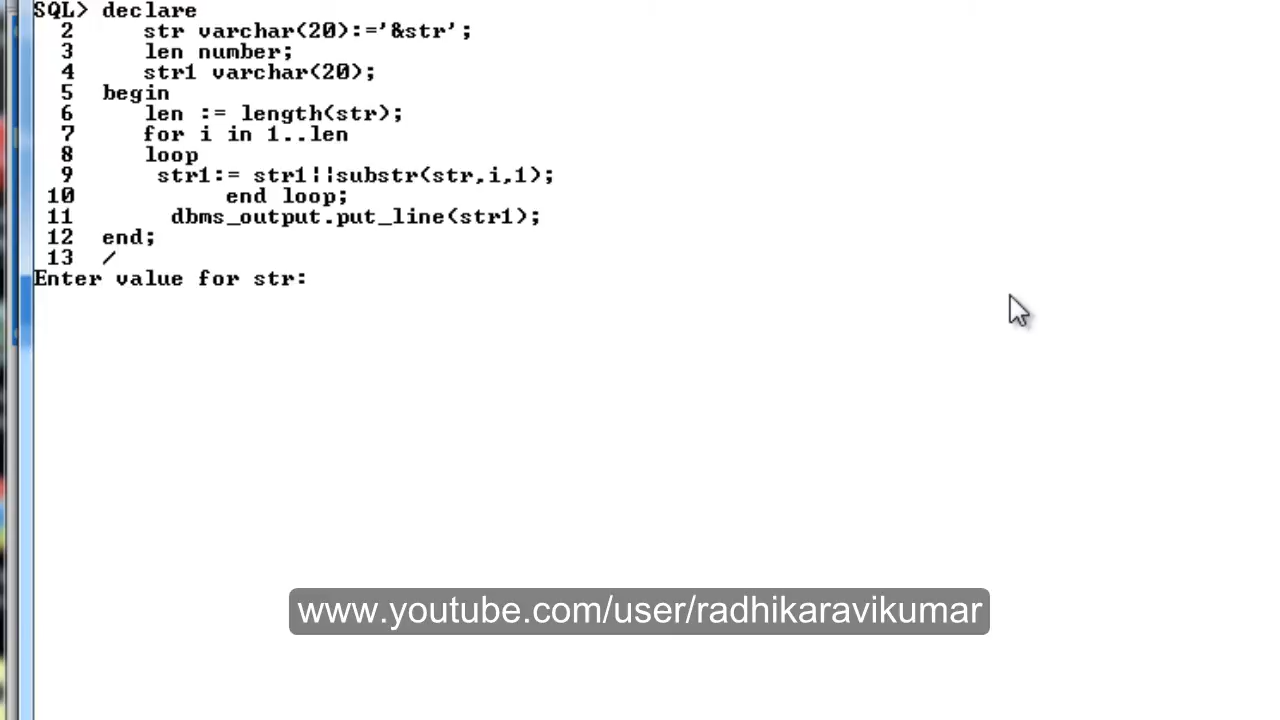 SQL> declare
2 str varchar(20):='&str';
3 len number;
4 str1 varchar(20);
5 begin
6 len := length(str);
7 for i in 1..len
8 loop
9 str1:= str1||substr(str,i,1);
10 end loop;
11 dbms_output.put_line(str1);
12 end;
13 /
Enter value for str:
www.youtube.com/user/radhikaravikumar